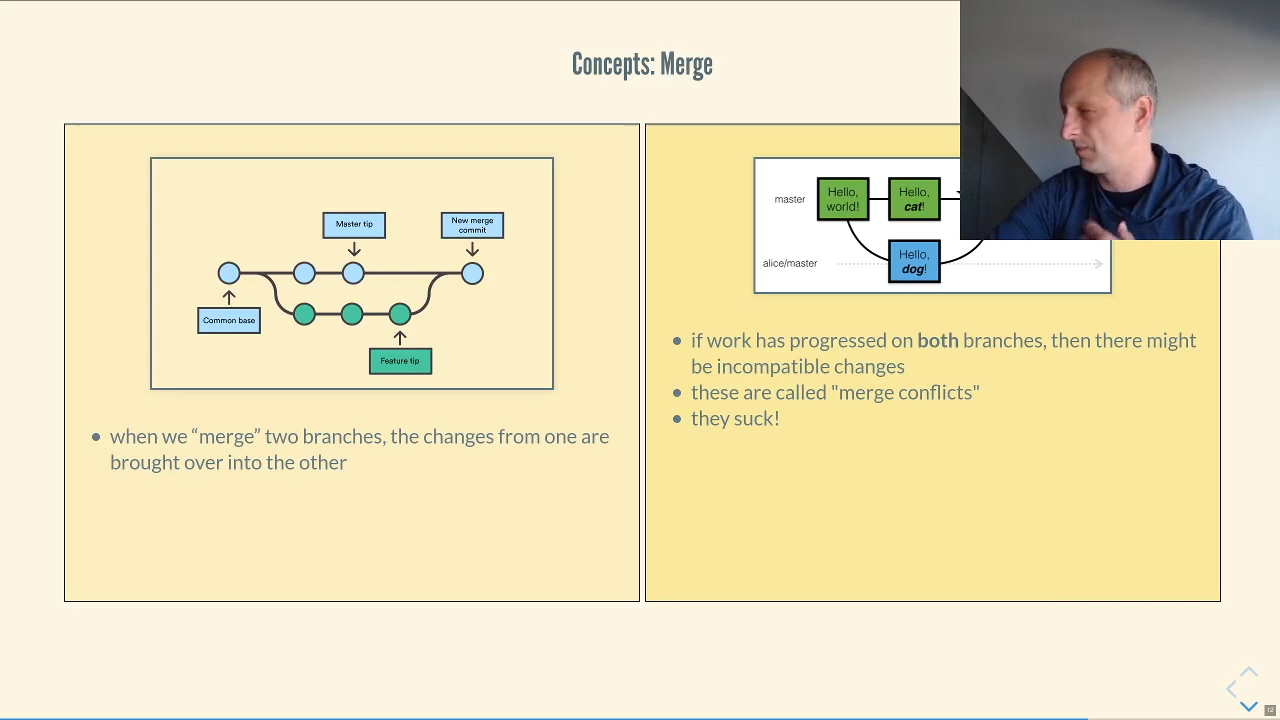 Concepts: Merge
Master tip
New merge
commit
Common base
Feature tip
• when we “merge” two branches, the changes from one are
brought over into the other
master
Hello,
world!
Hello,
cat!
alice/master
Hello,
dog!
• if work has progressed on both branches, then there might
be incompatible changes
• these are called "merge conflicts"
• they suck!
12